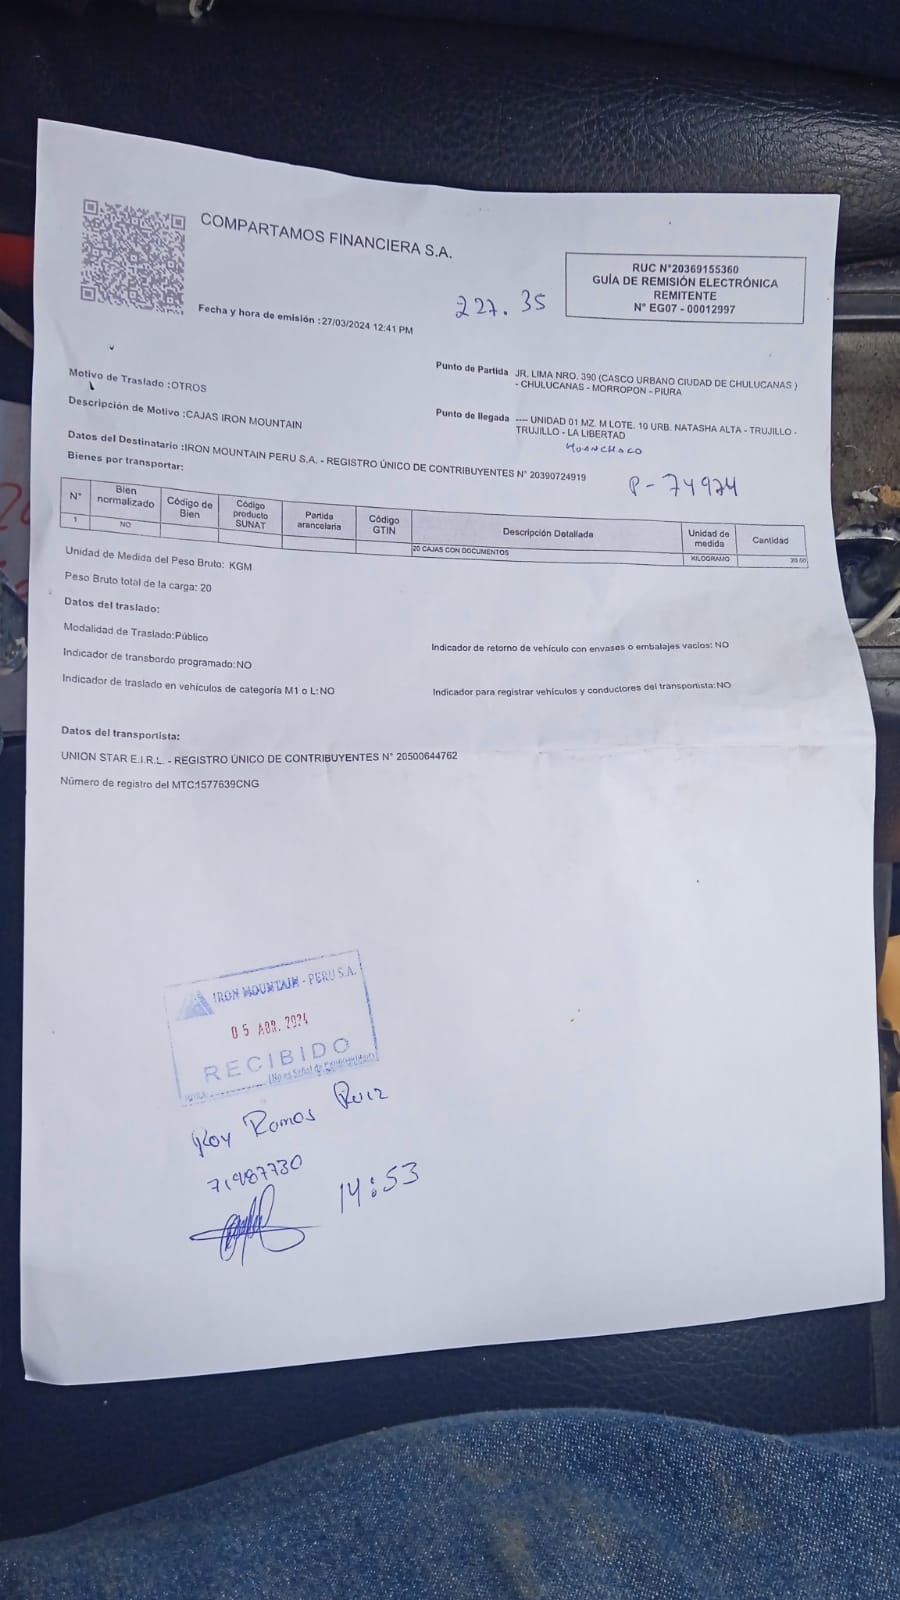 COMPARTAMOS FINANCIERA S.A.
RUC N°20369155360
GUÍA DE REMISIÓN ELECTRÓNICA
REMITENTE
N° EG07 - 00012997
227.35
Fecha y hora de emisión :27/03/2024 12:41 PM
Punto de Partida JR. LIMA NRO. 390 (CASCO URBANO CIUDAD DE CHULUCANAS )
- CHULUCANAS - MORROPON - PIURA
Motivo de Traslado :OTROS
Punto de llegada ---- UNIDAD 01 MZ. M LOTE. 10 URB. NATASHA ALTA - TRUJILLO -
TRUJILLO - LA LIBERTAD
HUANCHACO
Descripción de Motivo :CAJAS IRON MOUNTAIN
Datos del Destinatario :IRON MOUNTAIN PERU S.A. - REGISTRO ÚNICO DE CONTRIBUYENTES N° 20390724919
P-74974
Bienes por transportar:
N° Bien normalizado Código de Bien Código producto SUNAT Partida arancelaria Código GTIN Descripción Detallada Unidad de medida Cantidad
1 NO 20 CAJAS CON DOCUMENTOS KILOGRAMO
Unidad de Medida del Peso Bruto: KGM
Peso Bruto total de la carga: 20
Datos del traslado:
Modalidad de Traslado:Público
Indicador de retorno de vehículo con envases o embalajes vacíos: NO
Indicador de transbordo programado:NO
Indicador de traslado en vehículos de categoría M1 o L:NO
Indicador para registrar vehículos y conductores del transportista:NO
Datos del transportista:
UNION STAR E.I.R.L. - REGISTRO ÚNICO DE CONTRIBUYENTES N° 20500644762
Número de registro del MTC:1577639CNG
IRON MOUNTAIN - PERU S.A.
05 ABR. 2024
RECIBIDO
(No es Señal de Conformidad)
Roy Ramos Ruiz
71987730
14:53